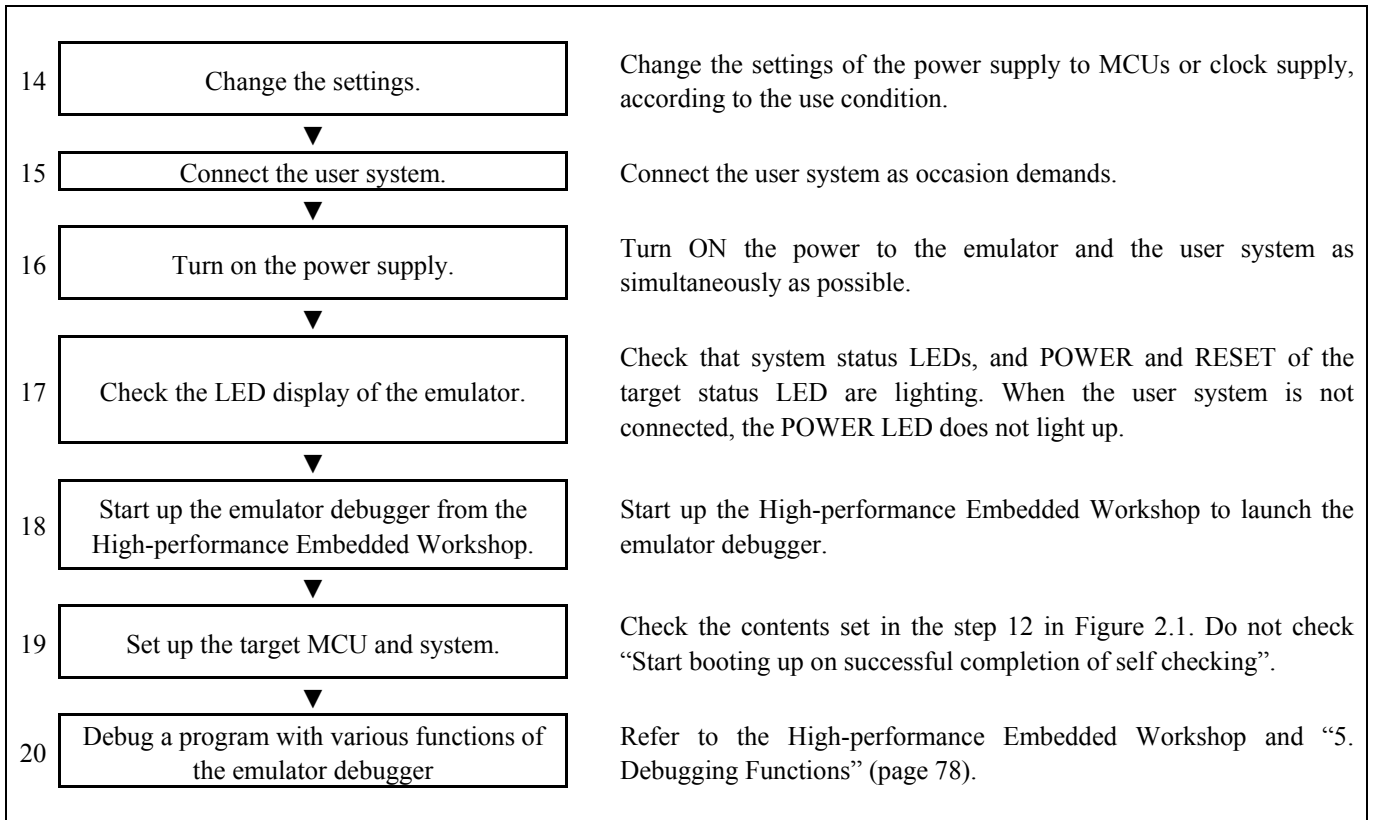 14
Change the settings.
Change the settings of the power supply to MCUs or clock supply,
according to the use condition.
▼
15
Connect the user system.
Connect the user system as occasion demands.
▼
16
Turn on the power supply.
Turn ON the power to the emulator and the user system as
simultaneously as possible.
▼
17
Check the LED display of the emulator.
Check that system status LEDs, and POWER and RESET of the
target status LED are lighting. When the user system is not
connected, the POWER LED does not light up.
▼
18
Start up the emulator debugger from the
High-performance Embedded Workshop.
Start up the High-performance Embedded Workshop to launch the
emulator debugger.
▼
19
Set up the target MCU and system.
Check the contents set in the step 12 in Figure 2.1. Do not check
“Start booting up on successful completion of self checking”.
▼
20
Debug a program with various functions of
the emulator debugger
Refer to the High-performance Embedded Workshop and “5.
Debugging Functions” (page 78).